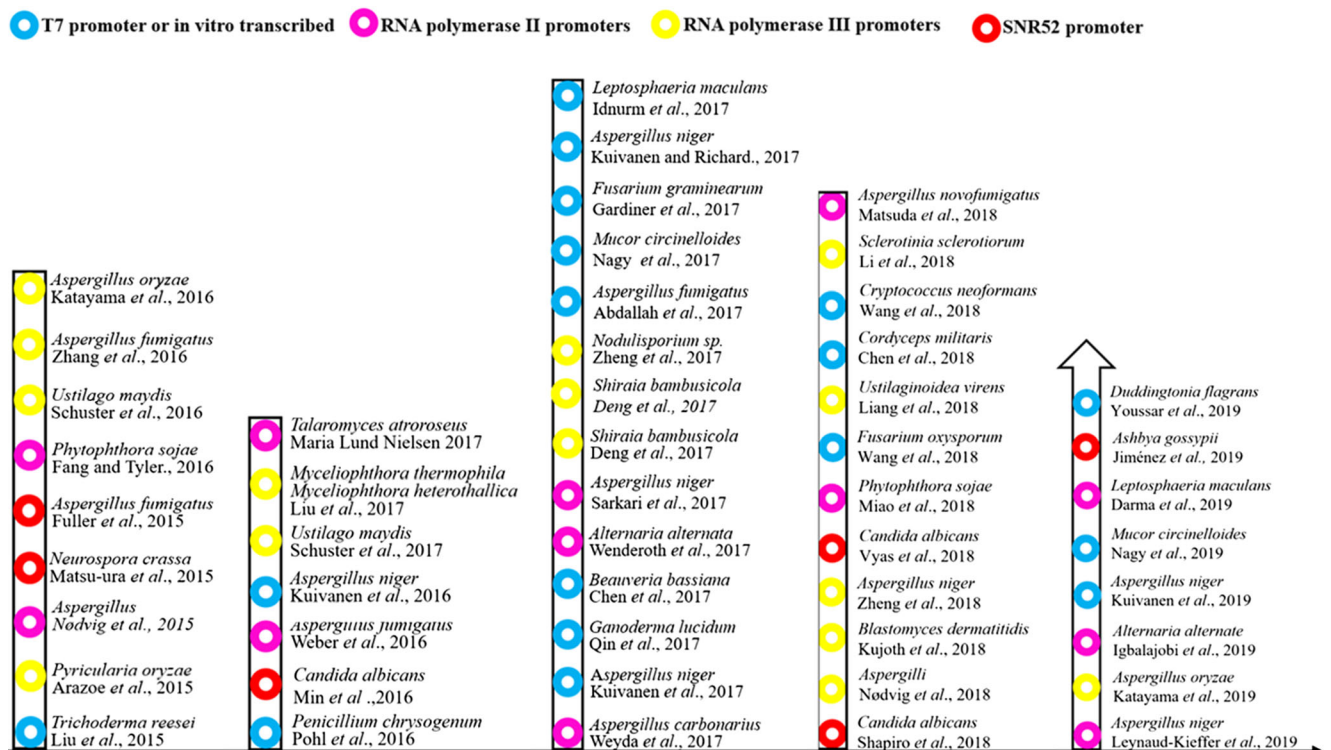 T7 promoter or in vitro transcribed RNA polymerase II promoters RNA polymerase III promoters SNR52 promoter
Aspergillus oryzae
Katayama et al., 2016
Aspergillus fumigatus
Zhang et al., 2016
Ustilago maydis
Schuster et al., 2016
Phytophthora sojae
Fang and Tyler., 2016
Aspergillus fumigatus
Fuller et al., 2015
Neurospora crassa
Matsu-ura et al., 2015
Aspergillus
Nødvig et al., 2015
Pyricularia oryzae
Arazoe et al., 2015
Trichoderma reesei
Liu et al., 2015
Talaromyces atroroseus
Maria Lund Nielsen 2017
Myceliophthora thermophila
Myceliophthora heterothallica
Liu et al., 2017
Ustilago maydis
Schuster et al., 2017
Aspergillus niger
Kuivanen et al., 2016
Aspergillus fumigatus
Weber et al., 2016
Candida albicans
Min et al .,2016
Penicillium chrysogenum
Pohl et al., 2016
Leptosphaeria maculans
Idnurm et al., 2017
Aspergillus niger
Kuivanen and Richard., 2017
Fusarium graminearum
Gardiner et al., 2017
Mucor circinelloides
Nagy et al., 2017
Aspergillus fumigatus
Abdallah et al., 2017
Nodulisporium sp.
Zheng et al., 2017
Shiraia bambusicola
Deng et al., 2017
Shiraia bambusicola
Deng et al., 2017
Aspergillus niger
Sarkari et al., 2017
Alternaria alternata
Wenderoth et al., 2017
Beauveria bassiana
Chen et al., 2017
Ganoderma lucidum
Qin et al., 2017
Aspergillus niger
Kuivanen et al., 2017
Aspergillus carbonarius
Weyda et al., 2017
Aspergillus novofumigatus
Matsuda et al., 2018
Sclerotinia sclerotiorum
Li et al., 2018
Cryptococcus neoformans
Wang et al., 2018
Cordyceps militaris
Chen et al., 2018
Ustilaginoidea virens
Liang et al., 2018
Fusarium oxysporum
Wang et al., 2018
Phytophthora sojae
Miao et al., 2018
Candida albicans
Vyas et al., 2018
Aspergillus niger
Zheng et al., 2018
Blastomyces dermatitidis
Kujoth et al., 2018
Aspergilli
Nødvig et al., 2018
Candida albicans
Shapiro et al., 2018
Duddingtonia flagrans
Youssar et al., 2019
Ashbya gossypii
Jiménez et al., 2019
Leptosphaeria maculans
Darma et al., 2019
Mucor circinelloides
Nagy et al., 2019
Aspergillus niger
Kuivanen et al., 2019
Alternaria alternate
Igbalajobi et al., 2019
Aspergillus oryzae
Katayama et al., 2019
Aspergillus niger
Leynaud-Kieffer et al., 2019